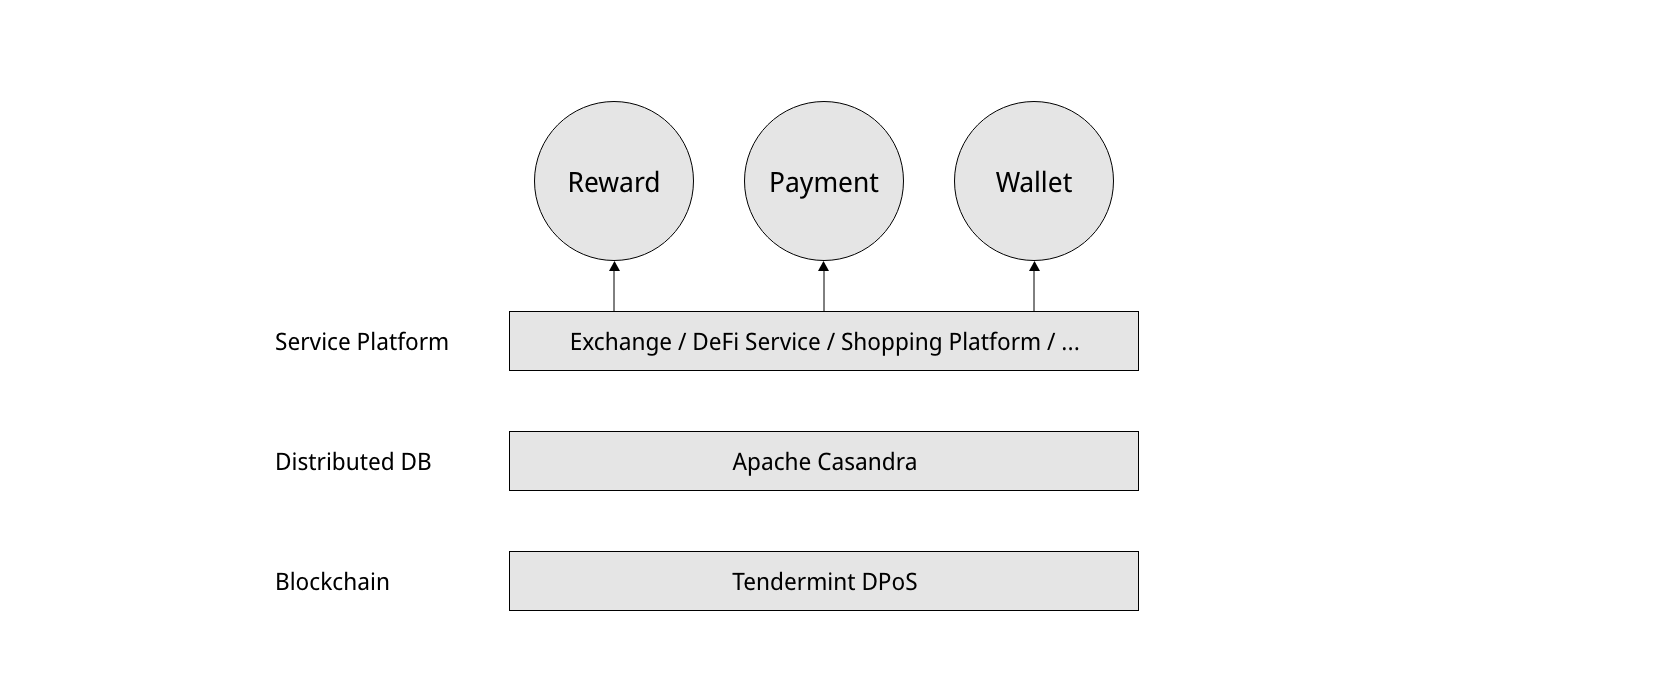 Reward
Payment
Wallet
Service Platform
Exchange / DeFi Service / Shopping Platform / ...
Distributed DB
Apache Casandra
Blockchain
Tendermint DPoS